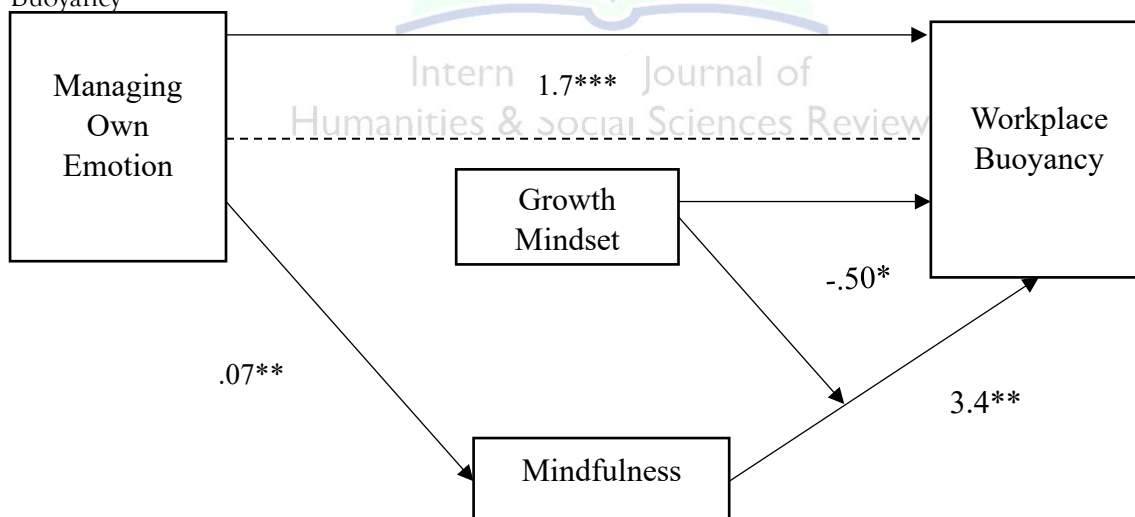 Buoyancy
Intern Journal of
Humanities & Social Sciences Review
Managing
Own
Emotion
1.7***
Workplace
Buoyancy
Growth
Mindset
-.50*
.07**
3.4**
Mindfulness